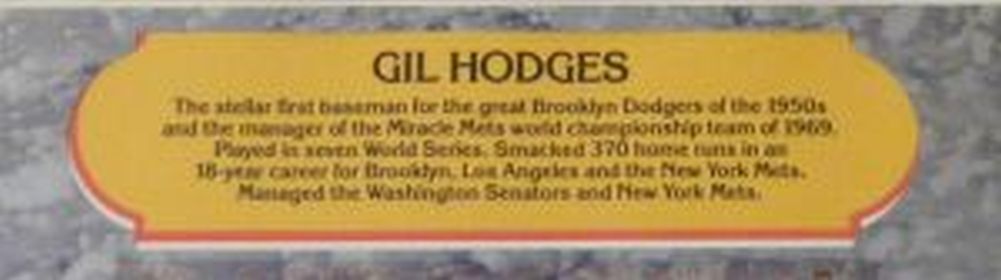 GIL HODGES
The stellar first baseman for the great Brooklyn Dodgers of the 1950s
and the manager of the Miracle Mets world championship team of 1969.
Played in seven World Series. Smacked 370 home runs in an
18-year career for Brooklyn, Los Angeles and the New York Mets.
Managed the Washington Senators and New York Mets.